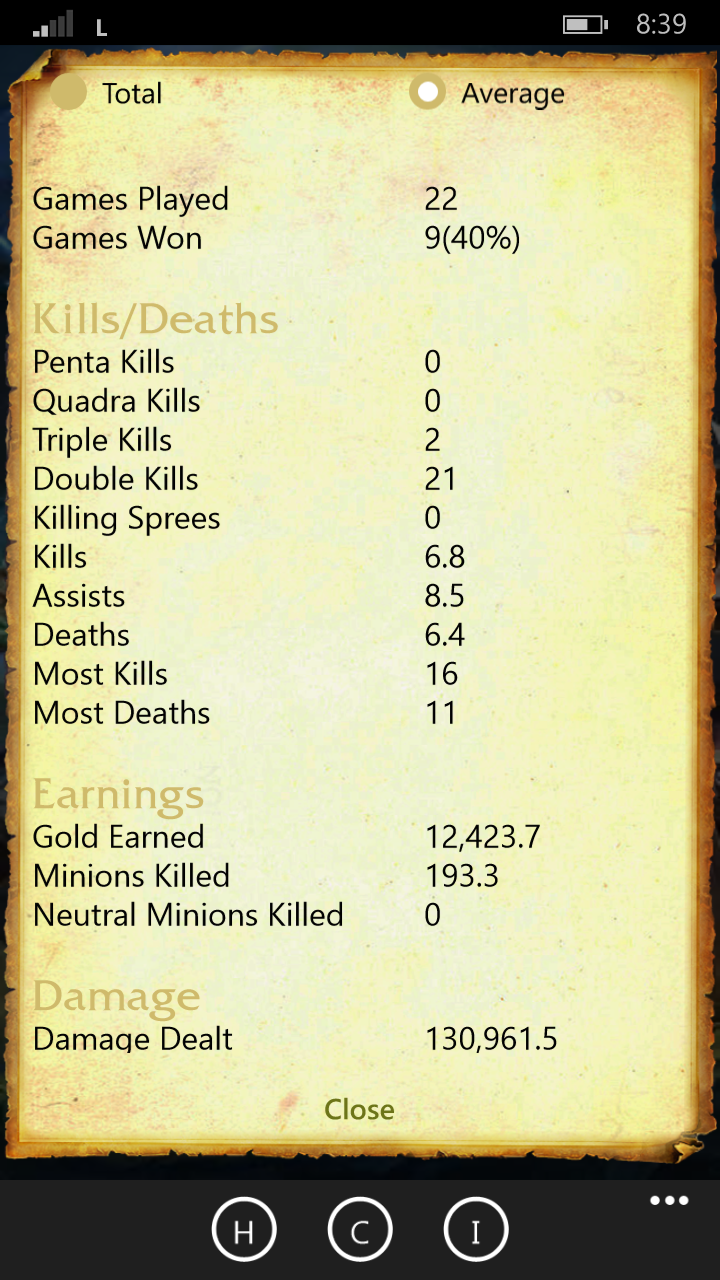 L 8:39
Total Average
Games Played 22
Games Won 9(40%)
Kills/Deaths
Penta Kills 0
Quadra Kills 0
Triple Kills 2
Double Kills 21
Killing Sprees 0
Kills 6.8
Assists 8.5
Deaths 6.4
Most Kills 16
Most Deaths 11
Earnings
Gold Earned 12,423.7
Minions Killed 193.3
Neutral Minions Killed 0
Damage
Damage Dealt 130,961.5
Close
H C I